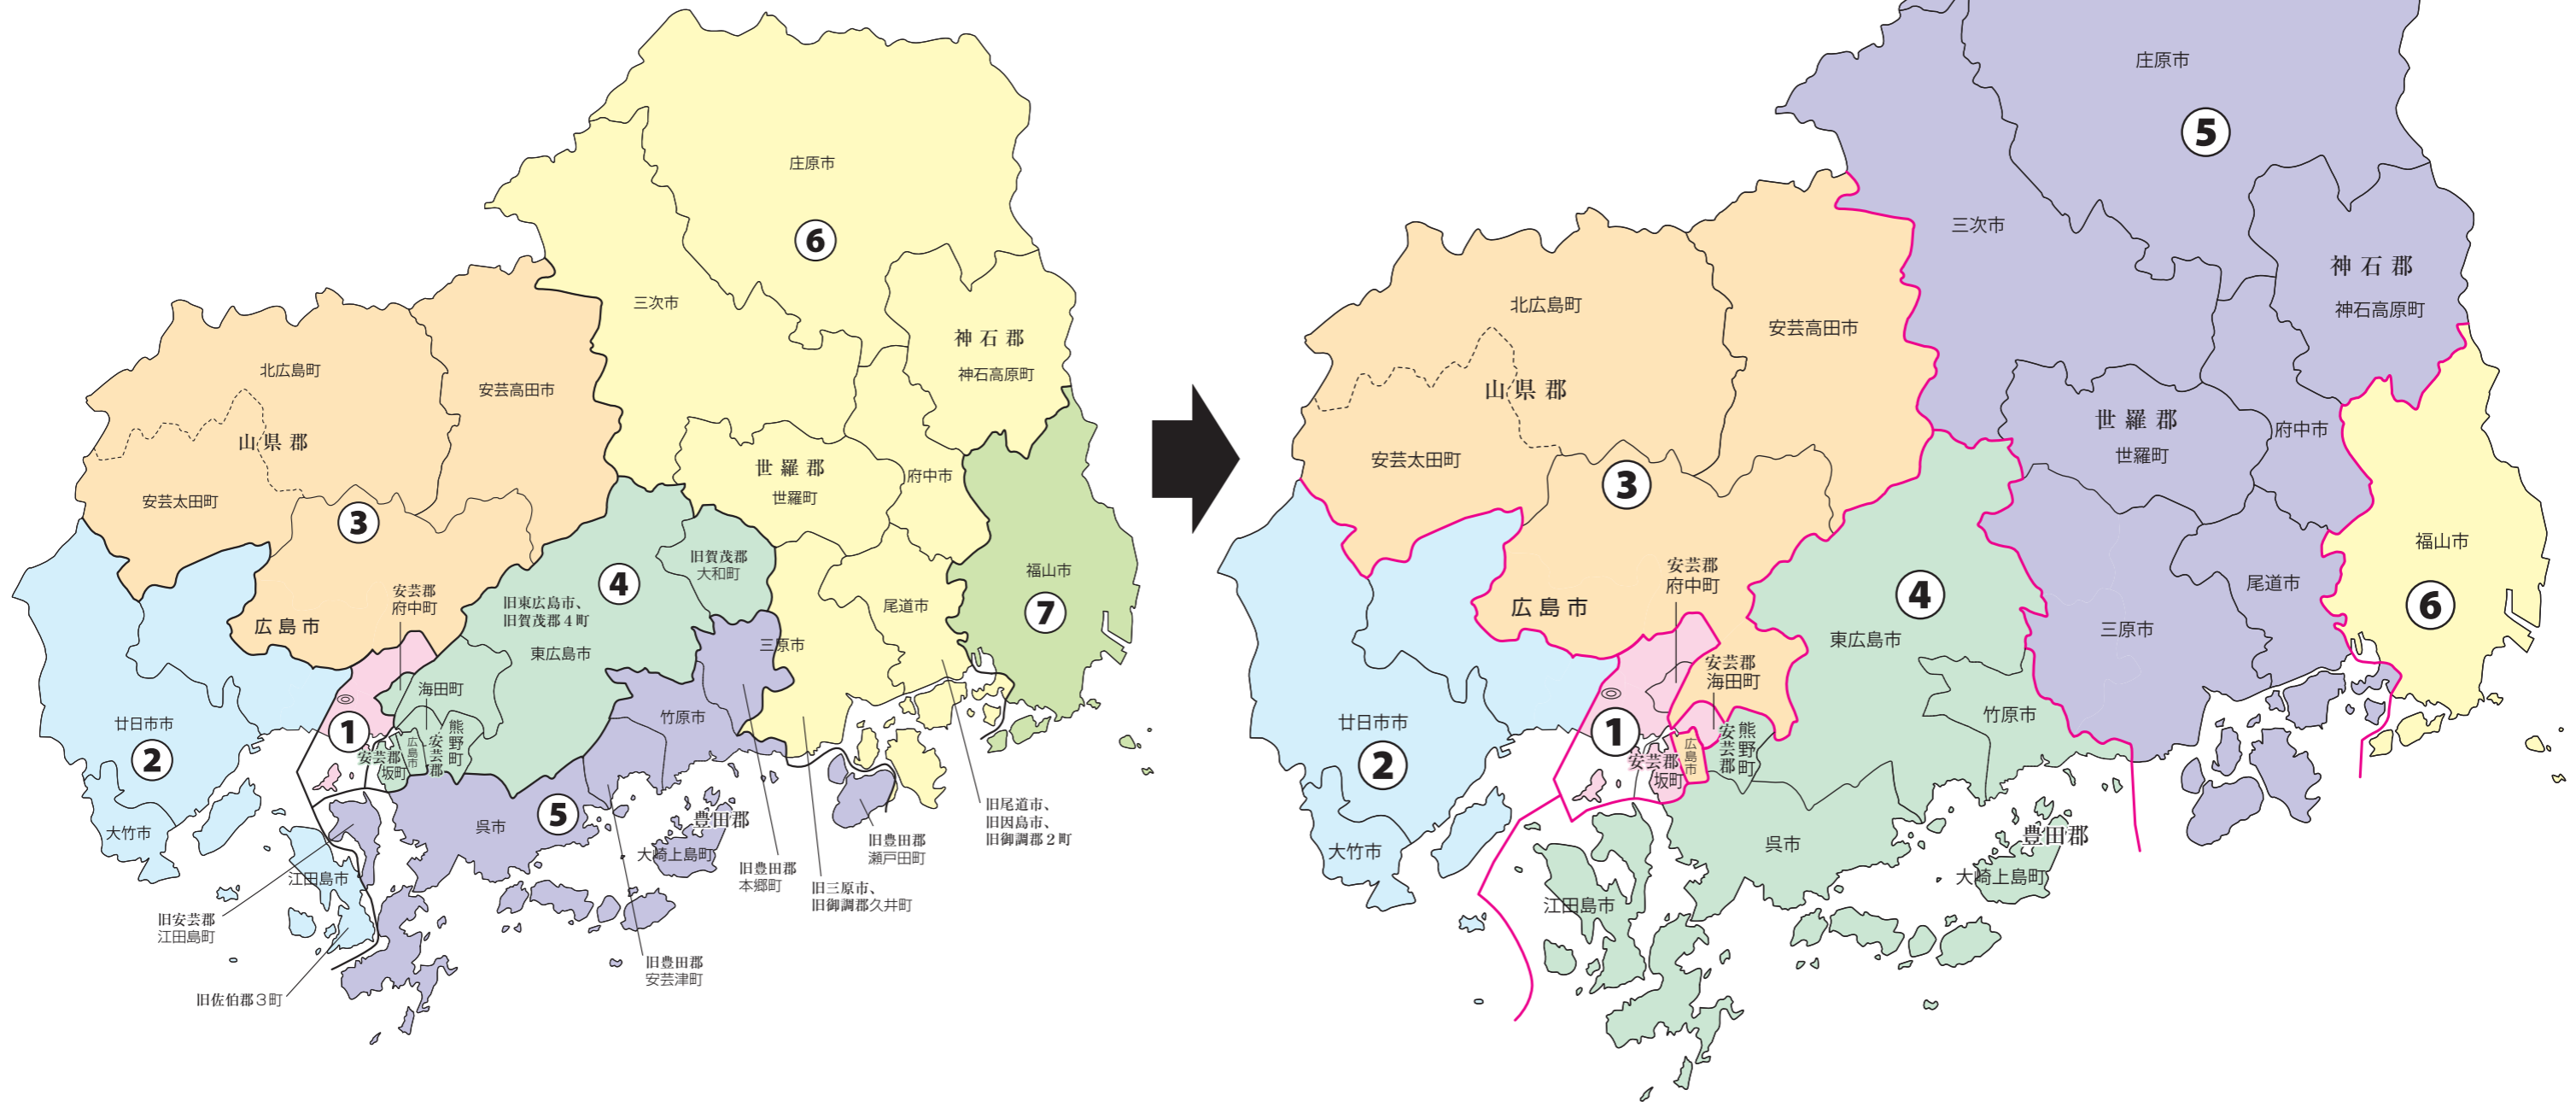 庄原市
⑥
三次市
神石郡
神石高原町
北広島町
安芸高田市
山県郡
世羅郡
世羅町
府中市
安芸太田町
③
旧賀茂郡
大和町
福山市
④
安芸郡
府中町
旧東広島市、
旧賀茂郡４町
尾道市
⑦
広島市
東広島市
三原市
海田町
竹原市
廿日市市
②
①
安芸郡
坂町
広島市
安芸郡
熊野町
大竹市
呉市
⑤
豊田郡
大崎上島町
江田島市
旧尾道市、
旧因島市、
旧御調郡２町
旧豊田郡
瀬戸田町
旧豊田郡
本郷町
旧三原市、
旧御調郡久井町
旧安芸郡
江田島町
旧豊田郡
安芸津町
旧佐伯郡３町
庄原市
⑤
三次市
神石郡
神石高原町
北広島町
安芸高田市
山県郡
世羅郡
世羅町
府中市
安芸太田町
③
福山市
⑥
安芸郡
府中町
尾道市
④
広島市
東広島市
三原市
安芸郡
海田町
竹原市
廿日市市
②
①
安芸郡
坂町
広島市
安芸郡
熊野町
大竹市
呉市
豊田郡
大崎上島町
江田島市